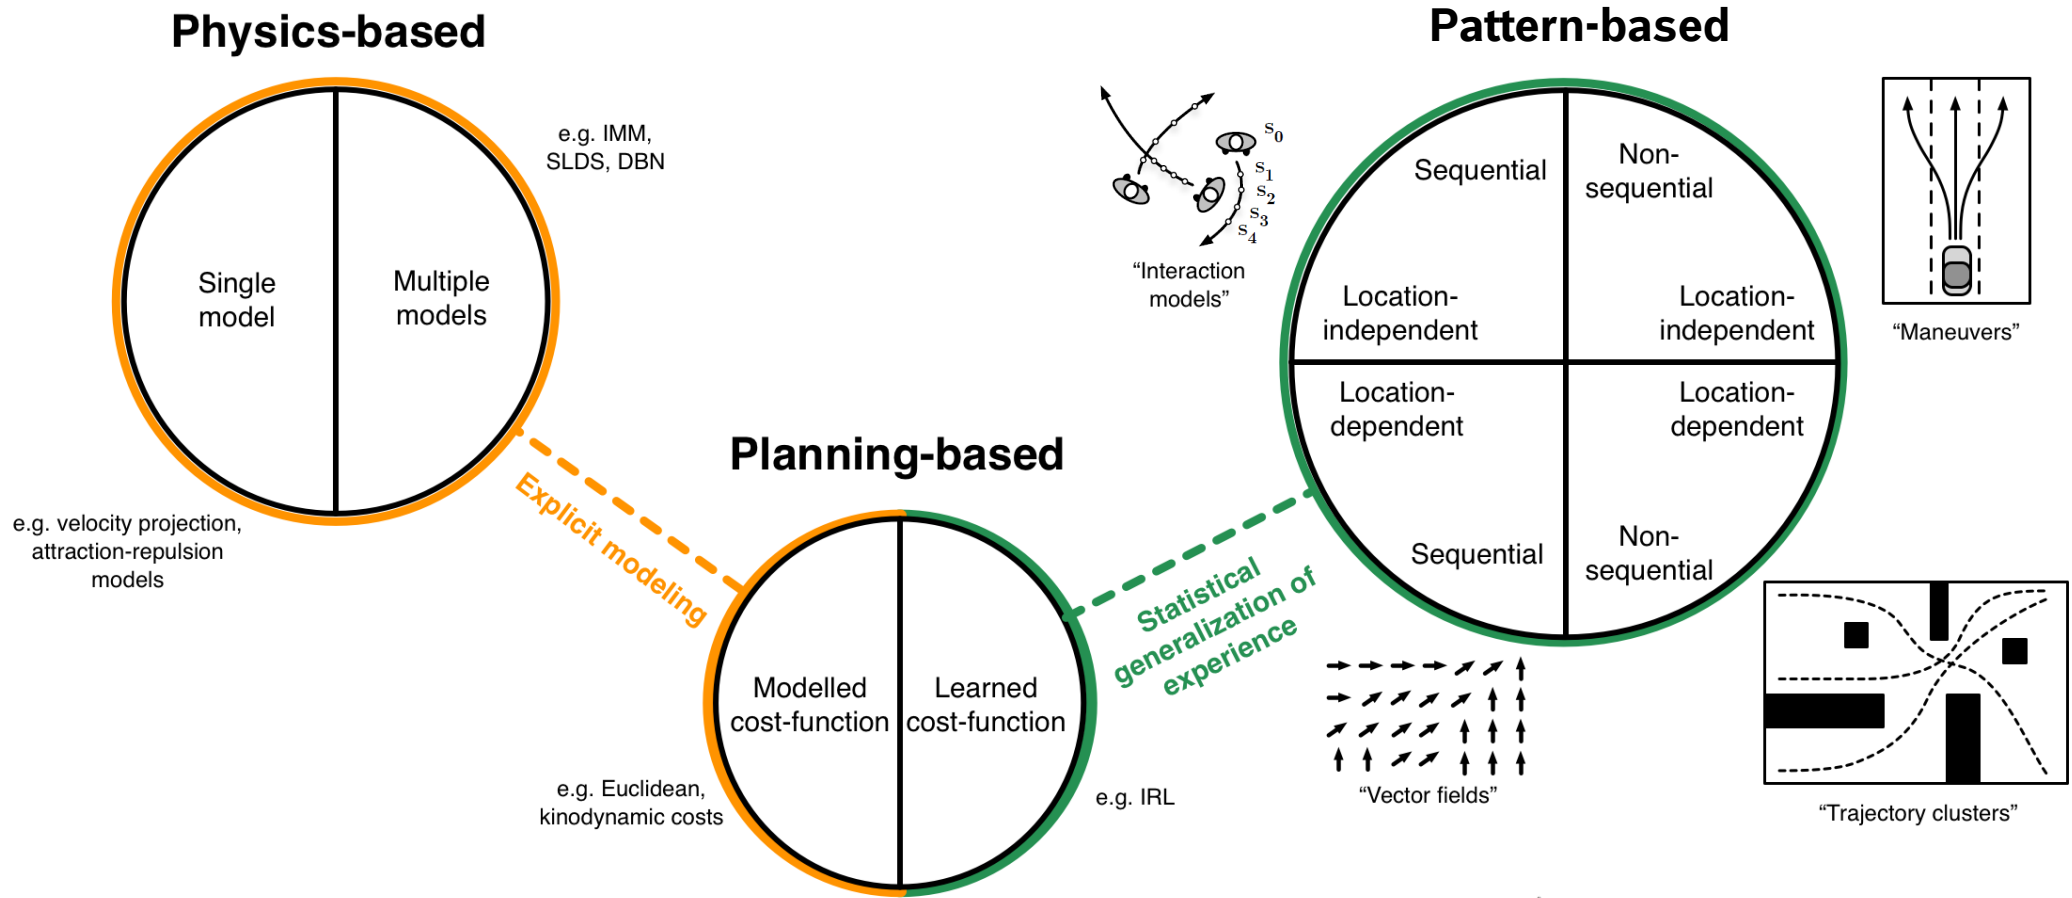 Physics-based
e.g. IMM,
SLDS, DBN
Single
model
Multiple
models
e.g. velocity projection,
attraction-repulsion
models
Explicit modeling
Planning-based
Modelled
cost-function
Learned
cost-function
e.g. Euclidean,
kinodynamic costs
e.g. IRL
Statistical
generalization of
experience
Pattern-based
Sequential
Non-
sequential
Location-
independent
Location-
independent
Location-
dependent
Location-
dependent
Sequential
Non-
sequential
s0
s1
s2
s3
s4
“Interaction
models”
“Maneuvers”
“Vector fields”
“Trajectory clusters”